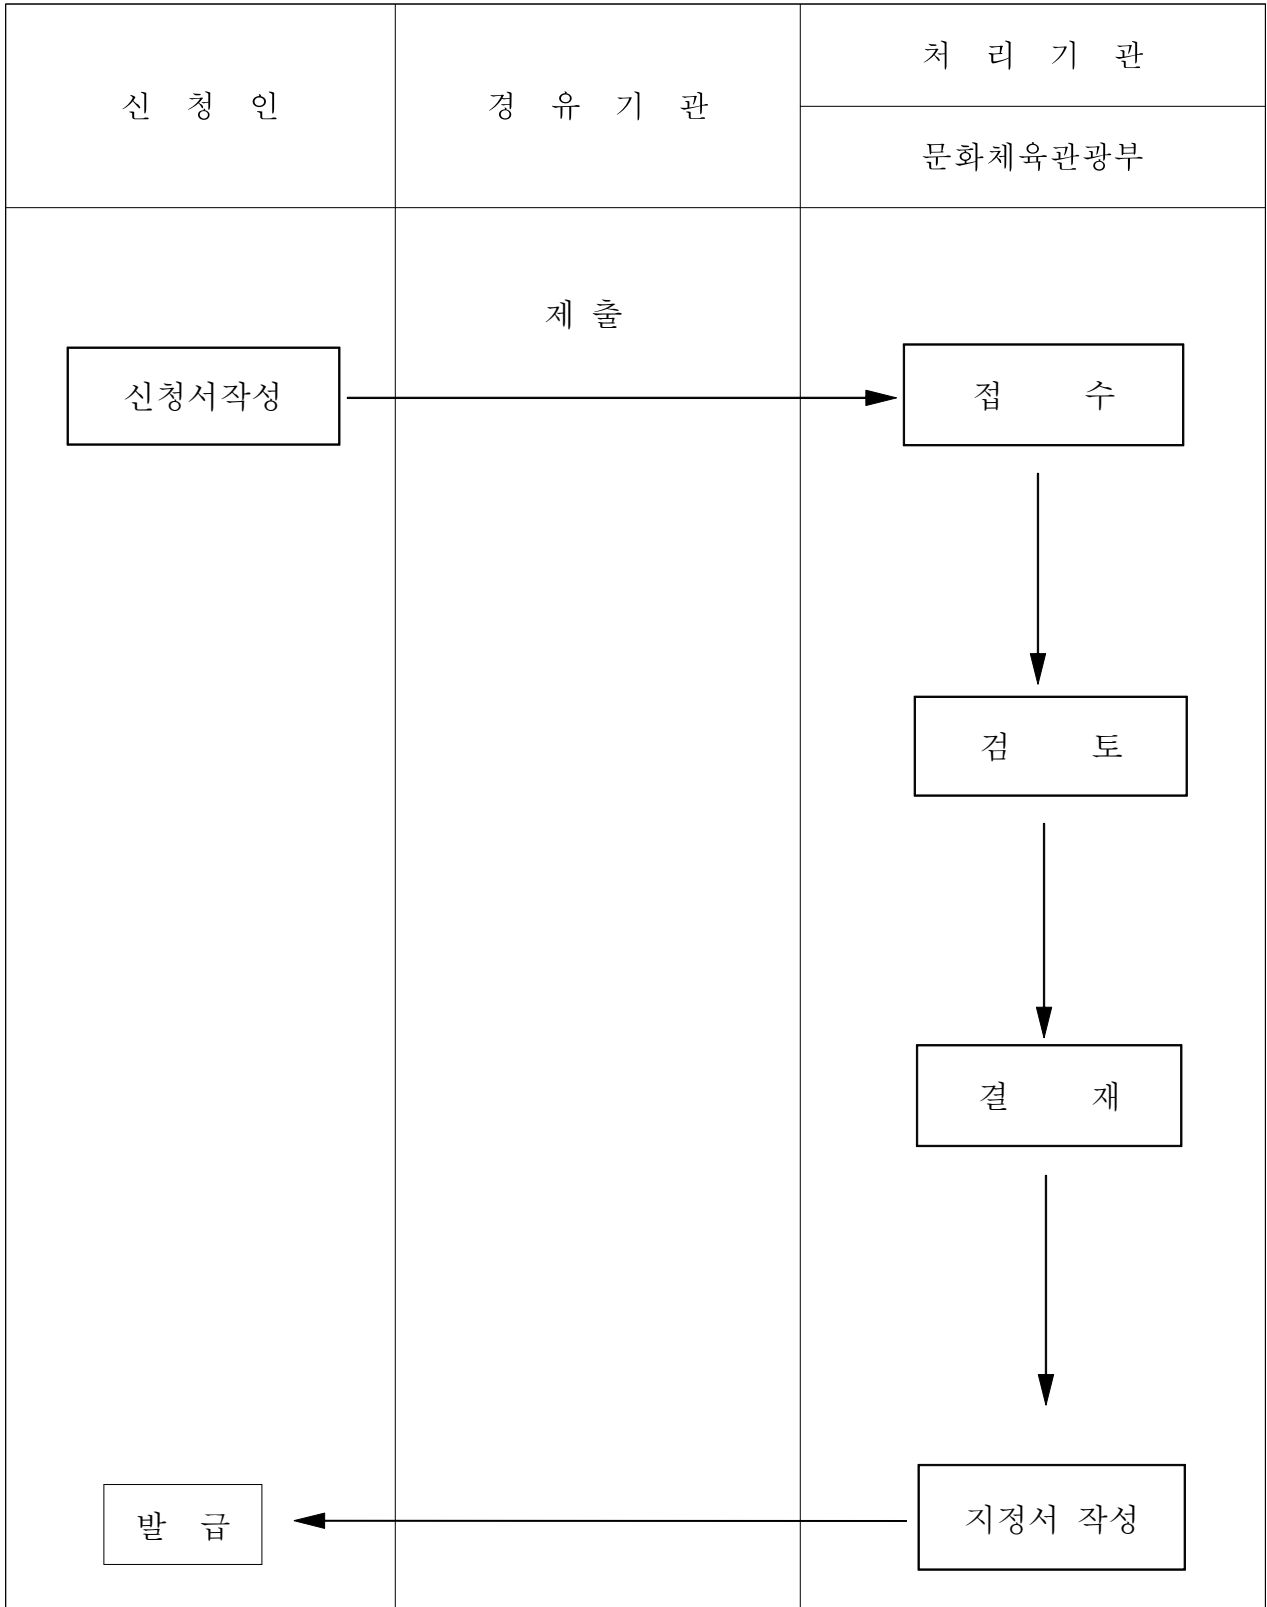 신 청 인
경 유 기 관
처 리 기 관
문화체육관광부
제 출
신청서작성
접 수
검 토
결 재
지정서 작성
발 급